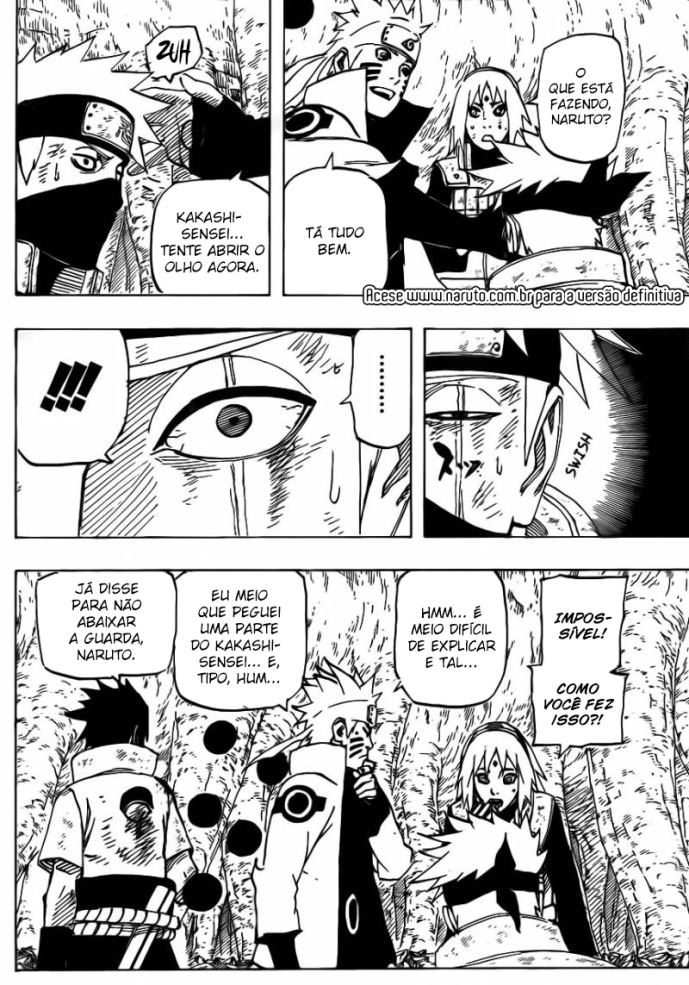 O
QUE ESTÁ
FAZENDO,
NARUTO?
TÁ TUDO
BEM.
ZUH
KAKASHI-
SENSEI...
TENTE ABRIR O
OLHO AGORA.
Acese www.naruto.com.br para a versão definitiva
SWISH
スッ
........
!!!
IMPOS-
SÍVEL!
COMO
VOCÊ FEZ
ISSO?!
HMM... É
MEIO DIFÍCIL
DE EXPLICAR
E TAL...
EU MEIO
QUE PEGUEI
UMA PARTE
DO KAKASHI-
SENSEI... E,
TIPO, HUM...
JÁ DISSE
PARA NÃO
ABAIXAR
A GUARDA,
NARUTO.